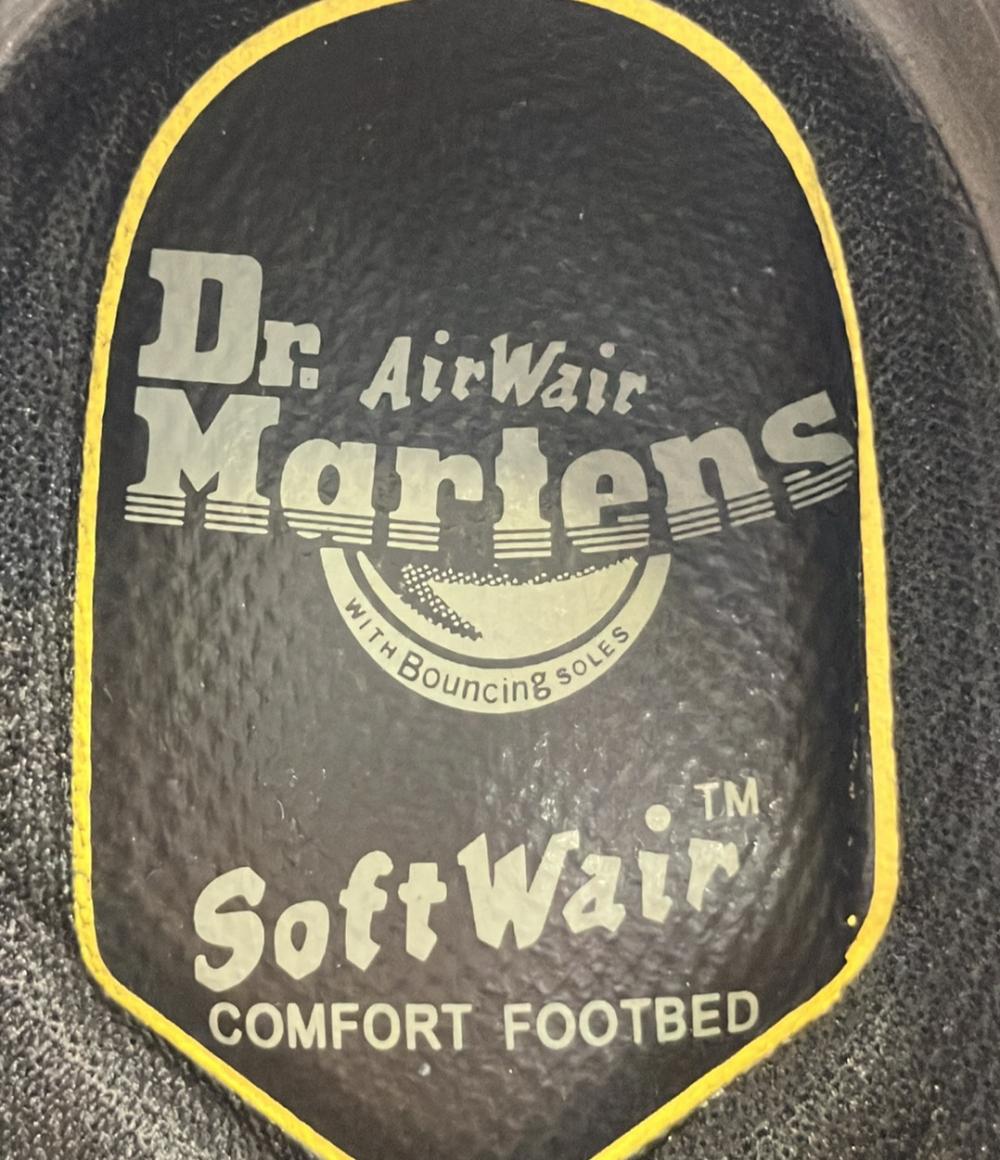 Dr.
AirWair
Martens
WITH Bouncing SOLES
SoftWair™
COMFORT FOOTBED